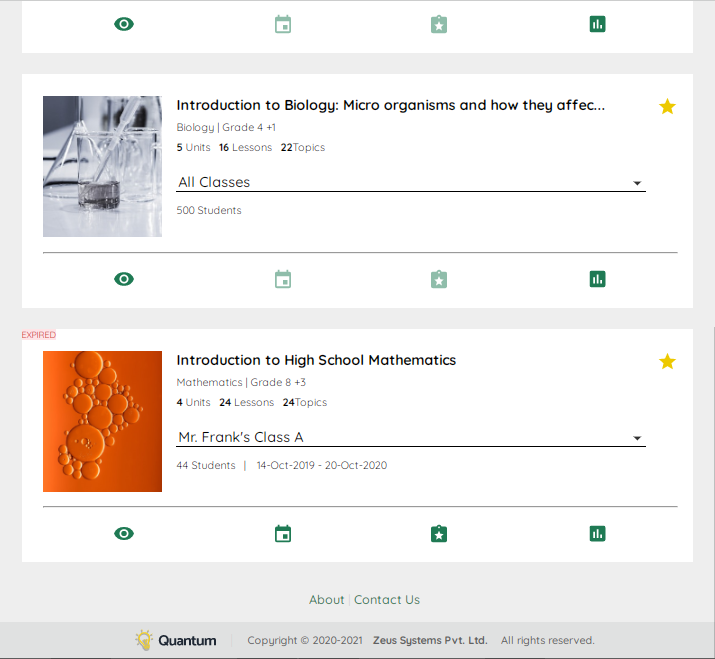 Introduction to Biology: Micro organisms and how they affec...
Biology | Grade 4 +1
5 Units 16 Lessons 22Topics
All Classes
500 Students
EXPIRED
Introduction to High School Mathematics
Mathematics | Grade 8 +3
4 Units 24 Lessons 24Topics
Mr. Frank's Class A
44 Students | 14-Oct-2019 - 20-Oct-2020
About | Contact Us
Quantum Copyright © 2020-2021 Zeus Systems Pvt. Ltd. All rights reserved.